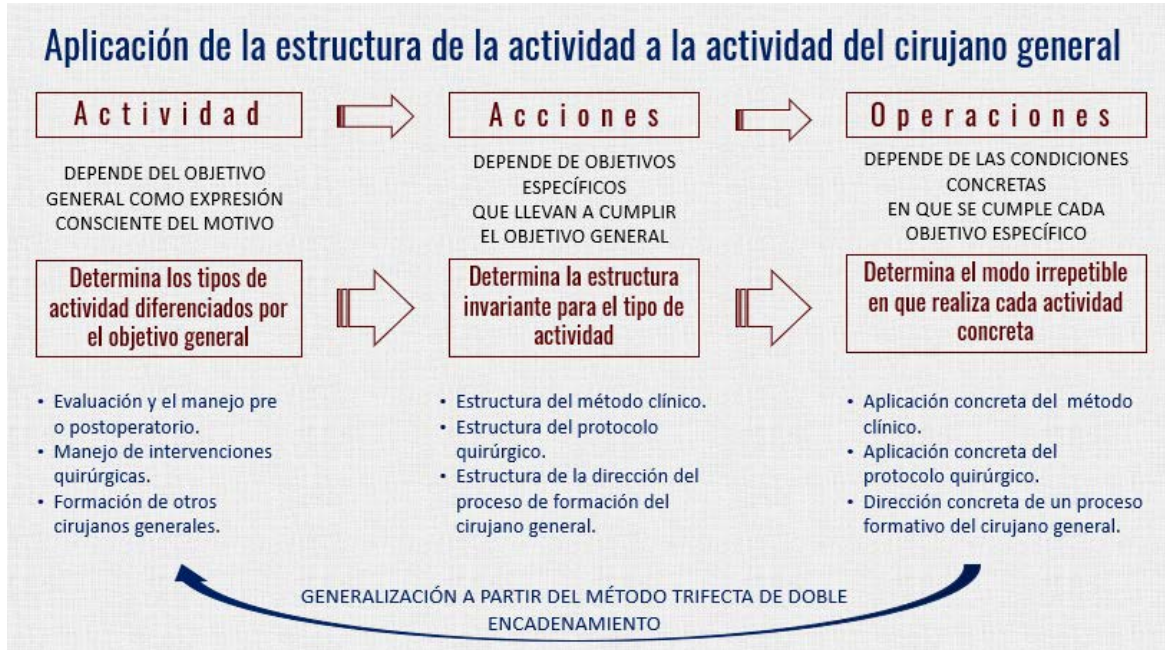 Aplicación de la estructura de la actividad a la actividad del cirujano general
Actividad
DEPENDE DEL OBJETIVO
GENERAL COMO EXPRESIÓN
CONSCIENTE DEL MOTIVO
Determina los tipos de
actividad diferenciados por
el objetivo general
• Evaluación y el manejo pre
o postoperatorio.
• Manejo de intervenciones
quirúrgicas.
• Formación de otros
cirujanos generales.
Acciones
DEPENDE DE OBJETIVOS
ESPECÍFICOS
QUE LLEVAN A CUMPLIR
EL OBJETIVO GENERAL
Determina la estructura
invariante para el tipo de
actividad
• Estructura del método clínico.
• Estructura del protocolo
quirúrgico.
• Estructura de la dirección del
proceso de formación del
cirujano general.
Operaciones
DEPENDE DE LAS CONDICIONES
CONCRETAS
EN QUE SE CUMPLE CADA
OBJETIVO ESPECÍFICO
Determina el modo irrepetible
en que realiza cada actividad
concreta
• Aplicación concreta del método
clínico.
• Aplicación concreta del
protocolo quirúrgico.
• Dirección concreta de un proceso
formativo del cirujano general.
GENERALIZACIÓN A PARTIR DEL MÉTODO TRIFECTA DE DOBLE
ENCADENAMIENTO